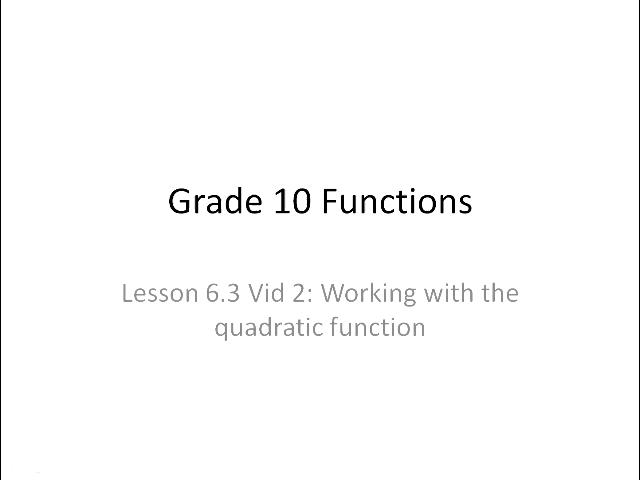 Grade 10 Functions
Lesson 6.3 Vid 2: Working with the
quadratic function